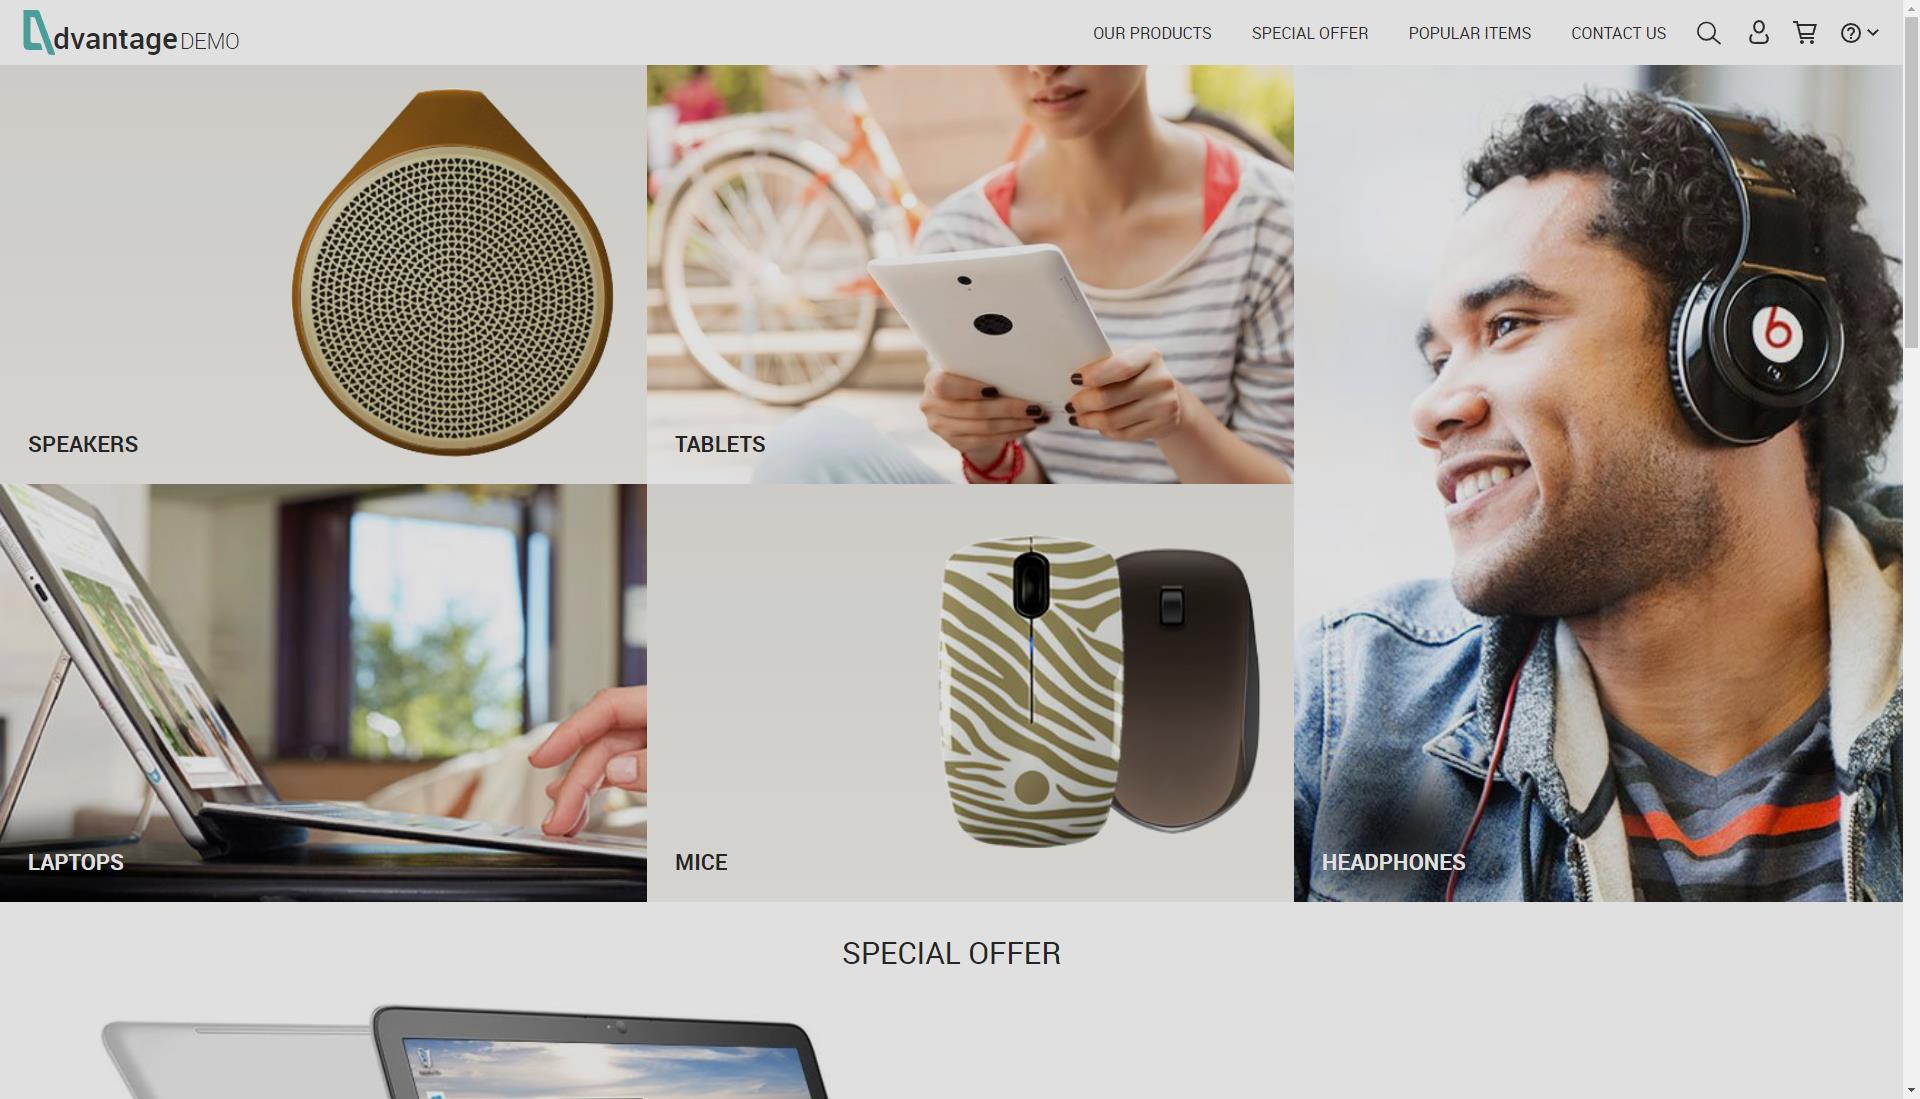 dvantage DEMO
OUR PRODUCTS
SPECIAL OFFER
POPULAR ITEMS
CONTACT US
SPEAKERS
TABLETS
LAPTOPS
MICE
HEADPHONES
SPECIAL OFFER